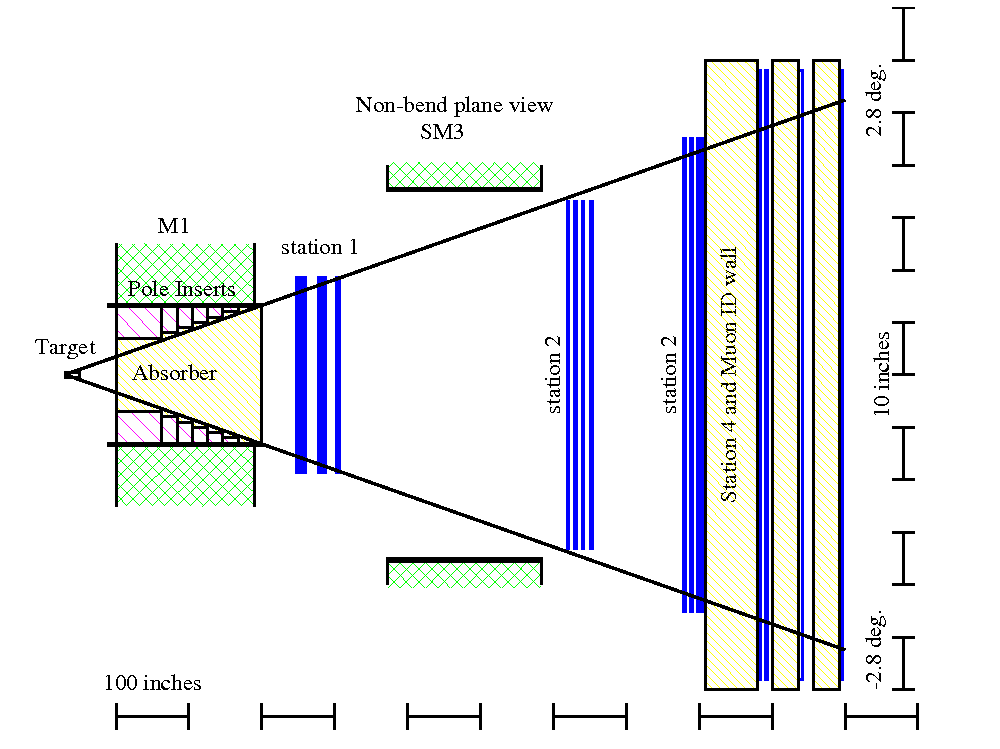 Non-bend plane view
SM3
M1
station 1
Pole Inserts
Target
Absorber
station 2
station 2
Station 4 and Muon ID wall
2.8 deg.
10 inches
-2.8 deg.
100 inches